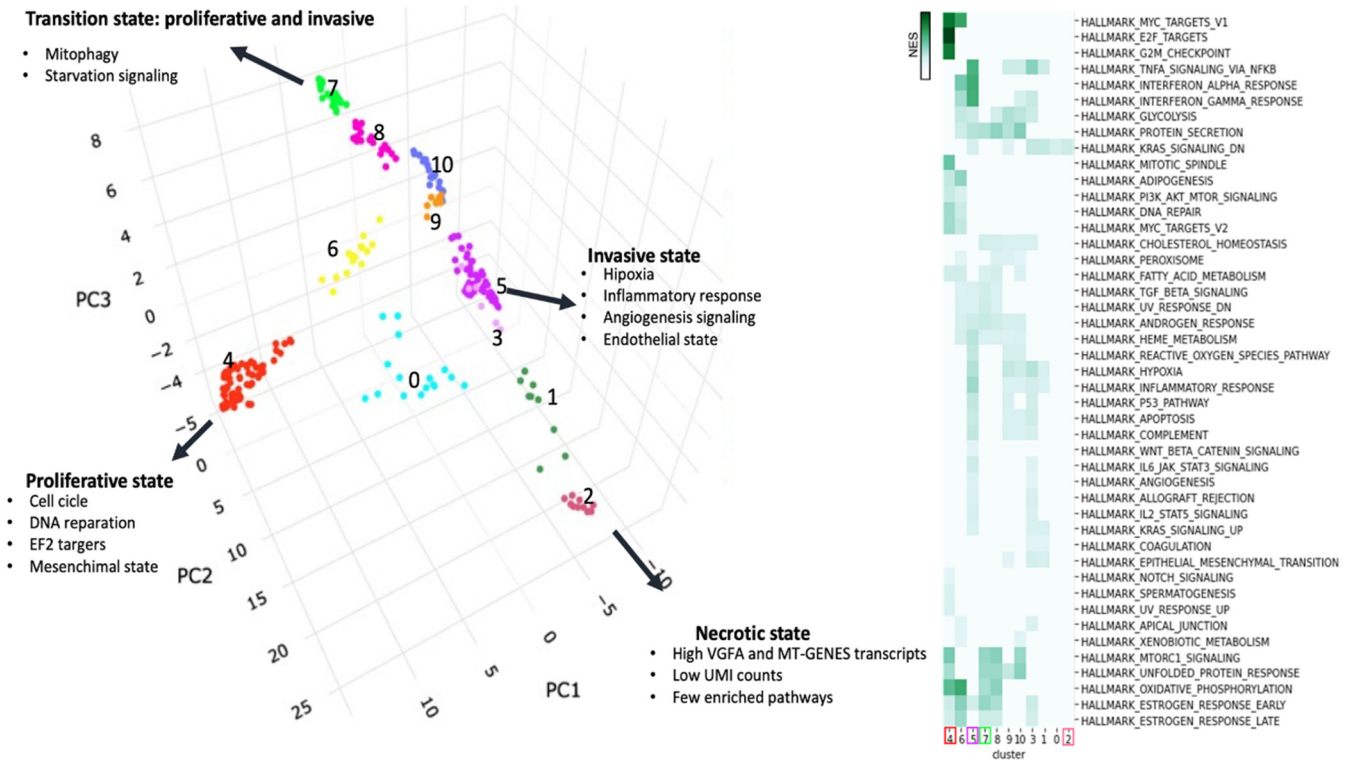 Transition state: proliferative and invasive
• Mitophagy
• Starvation signaling
7
8
10
9
6
5
3
4
0
1
2
8
6
4
2
0
−2
−4
−5
PC3
0
5
10
15
20
25
PC2
−10
−5
0
5
10
PC1
Invasive state
• Hipoxia
• Inflammatory response
• Angiogenesis signaling
• Endothelial state
Proliferative state
• Cell cicle
• DNA reparation
• EF2 targers
• Mesenchimal state
Necrotic state
• High VGFA and MT-GENES transcripts
• Low UMI counts
• Few enriched pathways
NES
HALLMARK_MYC_TARGETS_V1
HALLMARK_E2F_TARGETS
HALLMARK_G2M_CHECKPOINT
HALLMARK_TNFA_SIGNALING_VIA_NFKB
HALLMARK_INTERFERON_ALPHA_RESPONSE
HALLMARK_INTERFERON_GAMMA_RESPONSE
HALLMARK_GLYCOLYSIS
HALLMARK_PROTEIN_SECRETION
HALLMARK_KRAS_SIGNALING_DN
HALLMARK_MITOTIC_SPINDLE
HALLMARK_ADIPOGENESIS
HALLMARK_PI3K_AKT_MTOR_SIGNALING
HALLMARK_DNA_REPAIR
HALLMARK_MYC_TARGETS_V2
HALLMARK_CHOLESTEROL_HOMEOSTASIS
HALLMARK_PEROXISOME
HALLMARK_FATTY_ACID_METABOLISM
HALLMARK_TGF_BETA_SIGNALING
HALLMARK_UV_RESPONSE_DN
HALLMARK_ANDROGEN_RESPONSE
HALLMARK_HEME_METABOLISM
HALLMARK_REACTIVE_OXYGEN_SPECIES_PATHWAY
HALLMARK_HYPOXIA
HALLMARK_INFLAMMATORY_RESPONSE
HALLMARK_P53_PATHWAY
HALLMARK_APOPTOSIS
HALLMARK_COMPLEMENT
HALLMARK_WNT_BETA_CATENIN_SIGNALING
HALLMARK_IL6_JAK_STAT3_SIGNALING
HALLMARK_ANGIOGENESIS
HALLMARK_ALLOGRAFT_REJECTION
HALLMARK_IL2_STAT5_SIGNALING
HALLMARK_KRAS_SIGNALING_UP
HALLMARK_COAGULATION
HALLMARK_EPITHELIAL_MESENCHYMAL_TRANSITION
HALLMARK_NOTCH_SIGNALING
HALLMARK_SPERMATOGENESIS
HALLMARK_UV_RESPONSE_UP
HALLMARK_APICAL_JUNCTION
HALLMARK_XENOBIOTIC_METABOLISM
HALLMARK_MTORC1_SIGNALING
HALLMARK_UNFOLDED_PROTEIN_RESPONSE
HALLMARK_OXIDATIVE_PHOSPHORYLATION
HALLMARK_ESTROGEN_RESPONSE_EARLY
HALLMARK_ESTROGEN_RESPONSE_LATE
4 6 5 7 8 9 10 3 1 0 2
cluster